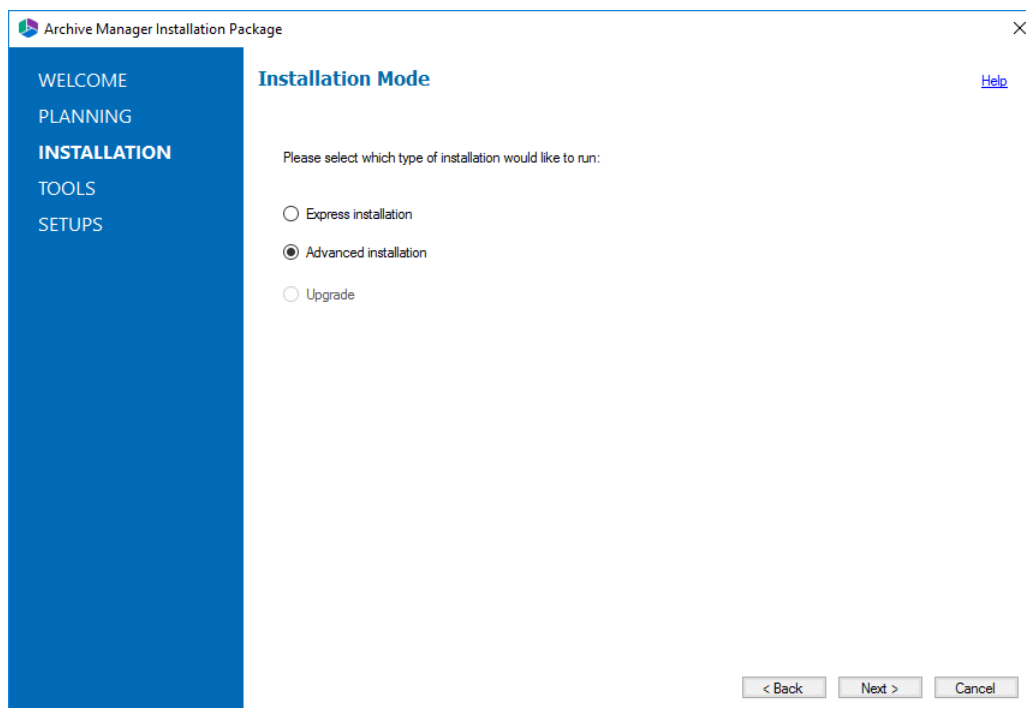 Archive Manager Installation Package
WELCOME
PLANNING
INSTALLATION
TOOLS
SETUPS
Installation Mode
Help
Please select which type of installation would like to run:
Express installation
Advanced installation
Upgrade
< Back
Next >
Cancel